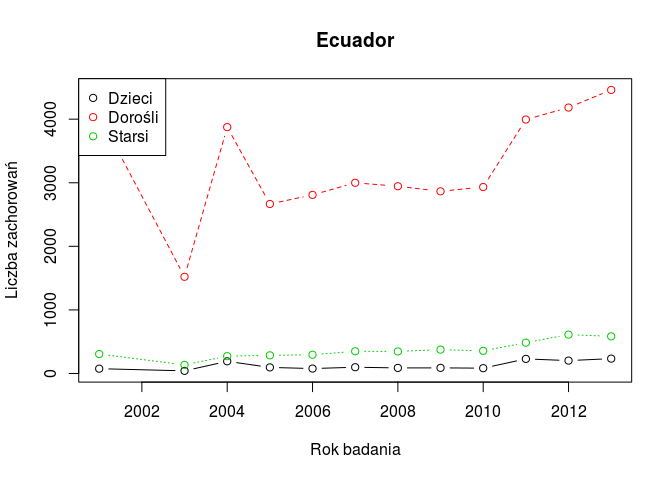 Ecuador
Dzieci
Dorośli
Starsi
Liczba zachorowań
4000
3000
2000
1000
0
2002 2004 2006 2008 2010 2012
Rok badania